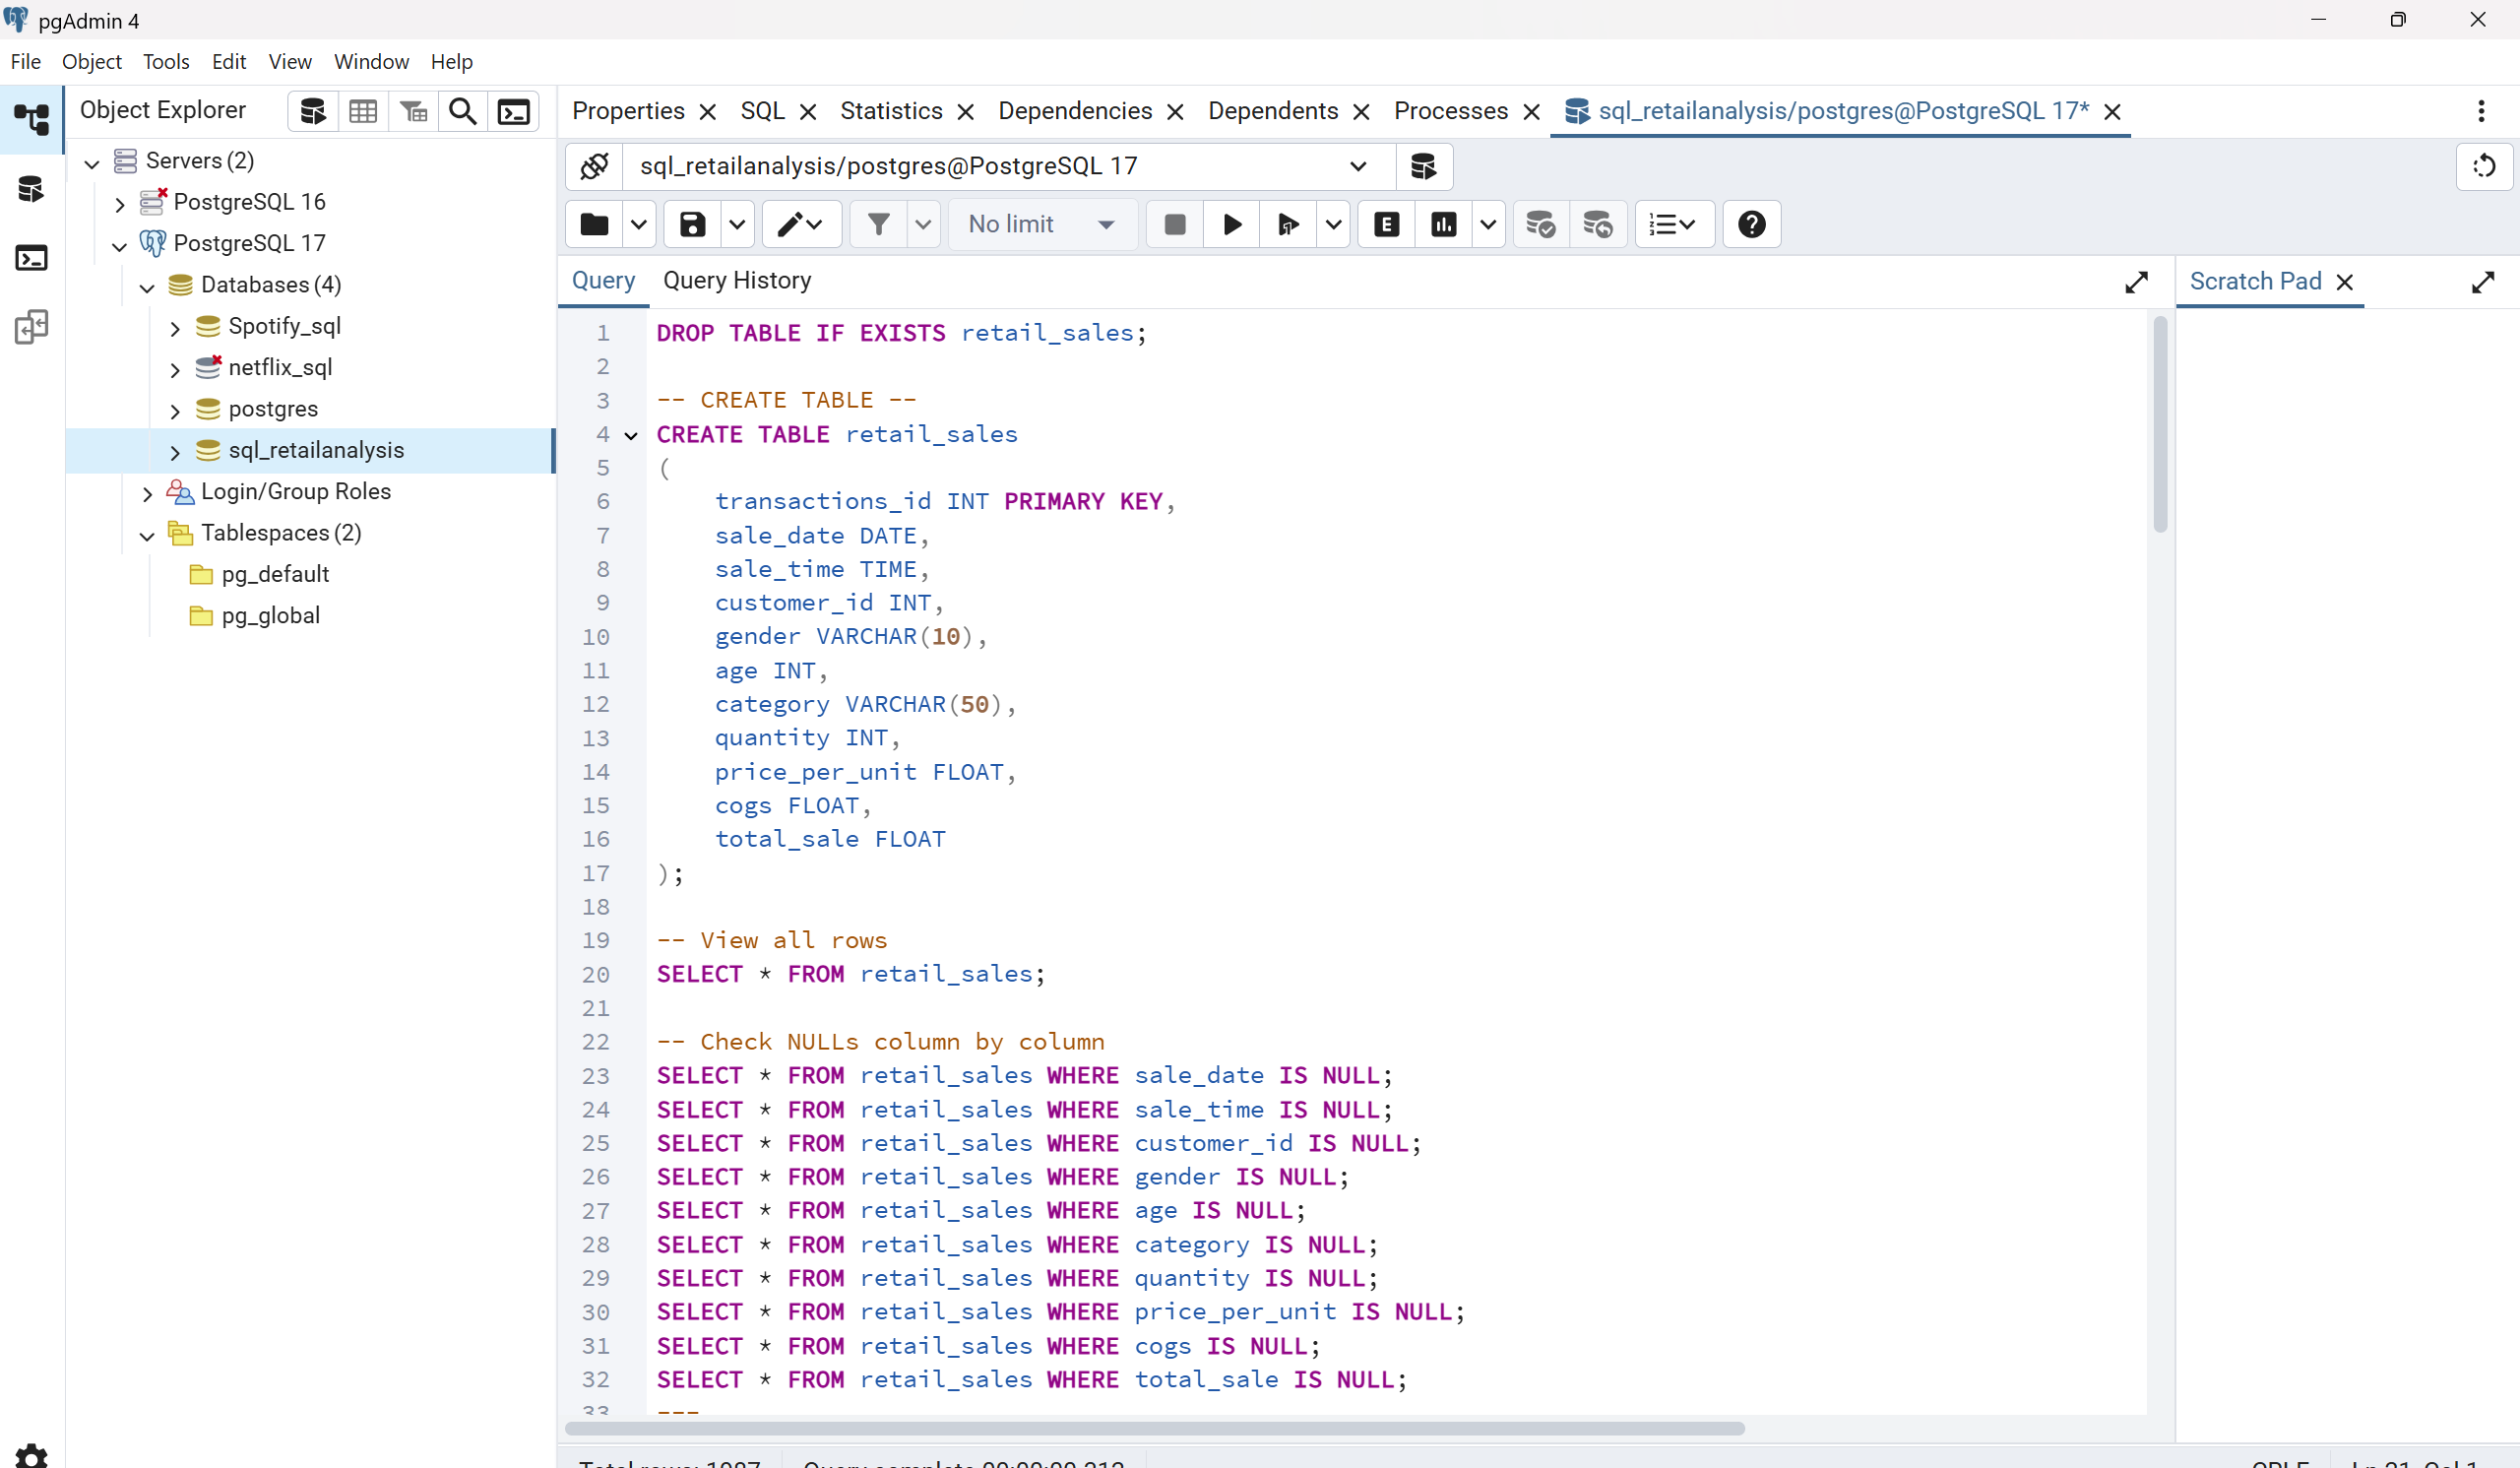 pgAdmin 4
File Object Tools Edit View Window Help
Object Explorer
Servers (2)
PostgreSQL 16
PostgreSQL 17
Databases (4)
Spotify_sql
netflix_sql
postgres
sql_retailanalysis
Login/Group Roles
Tablespaces (2)
pg_default
pg_global
Properties SQL Statistics Dependencies Dependents Processes sql_retailanalysis/postgres@PostgreSQL 17*
sql_retailanalysis/postgres@PostgreSQL 17
No limit E
Query Query History
Scratch Pad
1 DROP TABLE IF EXISTS retail_sales;
2
3 -- CREATE TABLE --
4 CREATE TABLE retail_sales
5 (
6 transactions_id INT PRIMARY KEY,
7 sale_date DATE,
8 sale_time TIME,
9 customer_id INT,
10 gender VARCHAR(10),
11 age INT,
12 category VARCHAR(50),
13 quantity INT,
14 price_per_unit FLOAT,
15 cogs FLOAT,
16 total_sale FLOAT
17 );
18
19 -- View all rows
20 SELECT * FROM retail_sales;
21
22 -- Check NULLs column by column
23 SELECT * FROM retail_sales WHERE sale_date IS NULL;
24 SELECT * FROM retail_sales WHERE sale_time IS NULL;
25 SELECT * FROM retail_sales WHERE customer_id IS NULL;
26 SELECT * FROM retail_sales WHERE gender IS NULL;
27 SELECT * FROM retail_sales WHERE age IS NULL;
28 SELECT * FROM retail_sales WHERE category IS NULL;
29 SELECT * FROM retail_sales WHERE quantity IS NULL;
30 SELECT * FROM retail_sales WHERE price_per_unit IS NULL;
31 SELECT * FROM retail_sales WHERE cogs IS NULL;
32 SELECT * FROM retail_sales WHERE total_sale IS NULL;
33 ---
Total rows: 1987 Query complete 00:00:00.212 CRLF Ln 21, Col 1